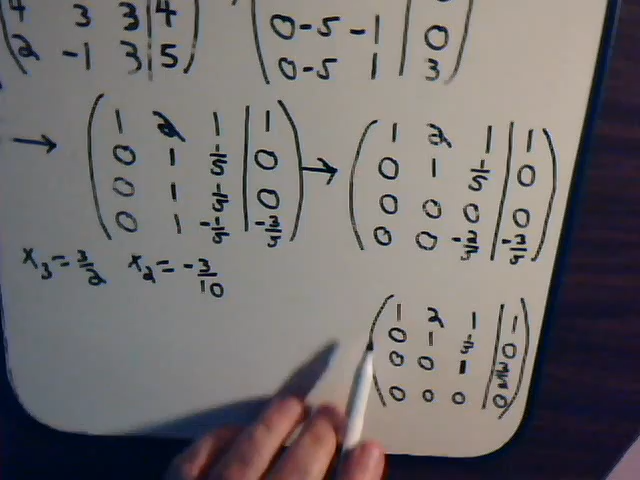 4 3 3 | 4
2 -1 3 | 5
0 -5 -1 | 0
0 -5 1 | 3
→
1 2 1 | 1
0 1 1/5 | 0
0 1 1/5 | 0
0 1 -1/5 | -3/5
→
1 2 1 | 1
0 1 1/5 | 0
0 0 0 | 0
0 0 -2/5 | -3/5
x₃ = 3/2 x₂ = -3/10
1 2 1 | 1
0 1 1/5 | 0
0 0 1 | 3/2
0 0 0 | 0